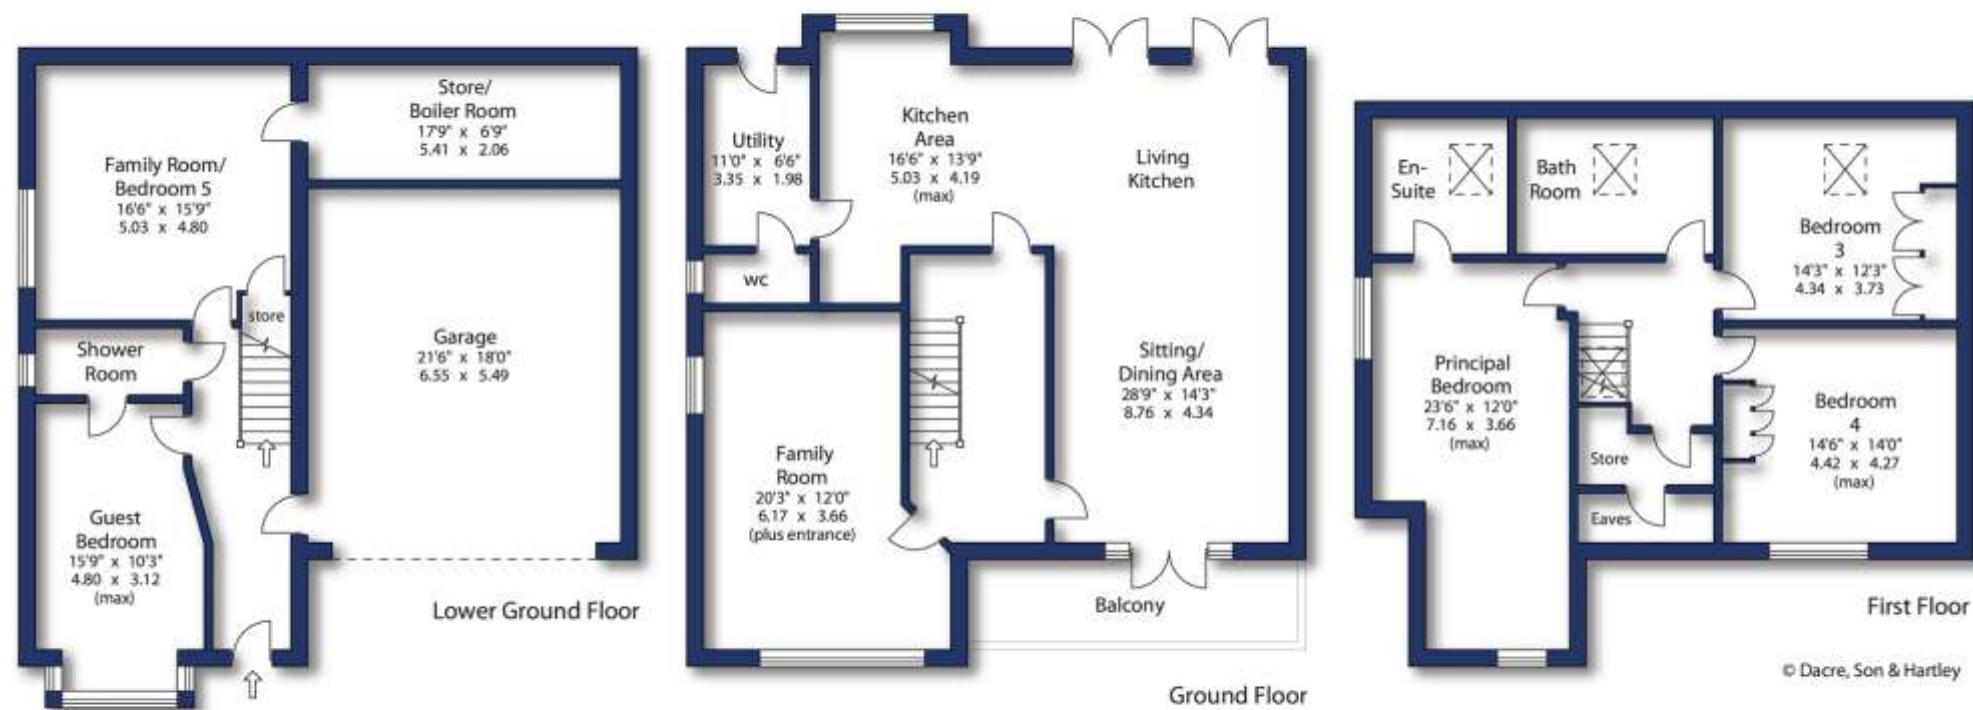 Store/
Boiler Room
17'9" x 6'9"
5.41 x 2.06
Family Room/
Bedroom 5
16'6" x 15'9"
5.03 x 4.80
store
Shower
Room
Garage
21'6" x 18'0"
6.55 x 5.49
Guest
Bedroom
15'9" x 10'3"
4.80 x 3.12
(max)
Lower Ground Floor
Utility
11'0" x 6'6"
3.35 x 1.98
Kitchen
Area
16'6" x 13'9"
5.03 x 4.19
(max)
Living
Kitchen
wc
Sitting/
Dining Area
28'9" x 14'3"
8.76 x 4.34
Family
Room
20'3" x 12'0"
6.17 x 3.66
(plus entrance)
Balcony
Ground Floor
En-
Suite
Bath
Room
Bedroom
3
14'3" x 12'3"
4.34 x 3.73
Principal
Bedroom
23'6" x 12'0"
7.16 x 3.66
(max)
Bedroom
4
14'6" x 14'0"
4.42 x 4.27
(max)
Store
Eaves
First Floor
© Dacre, Son & Hartley